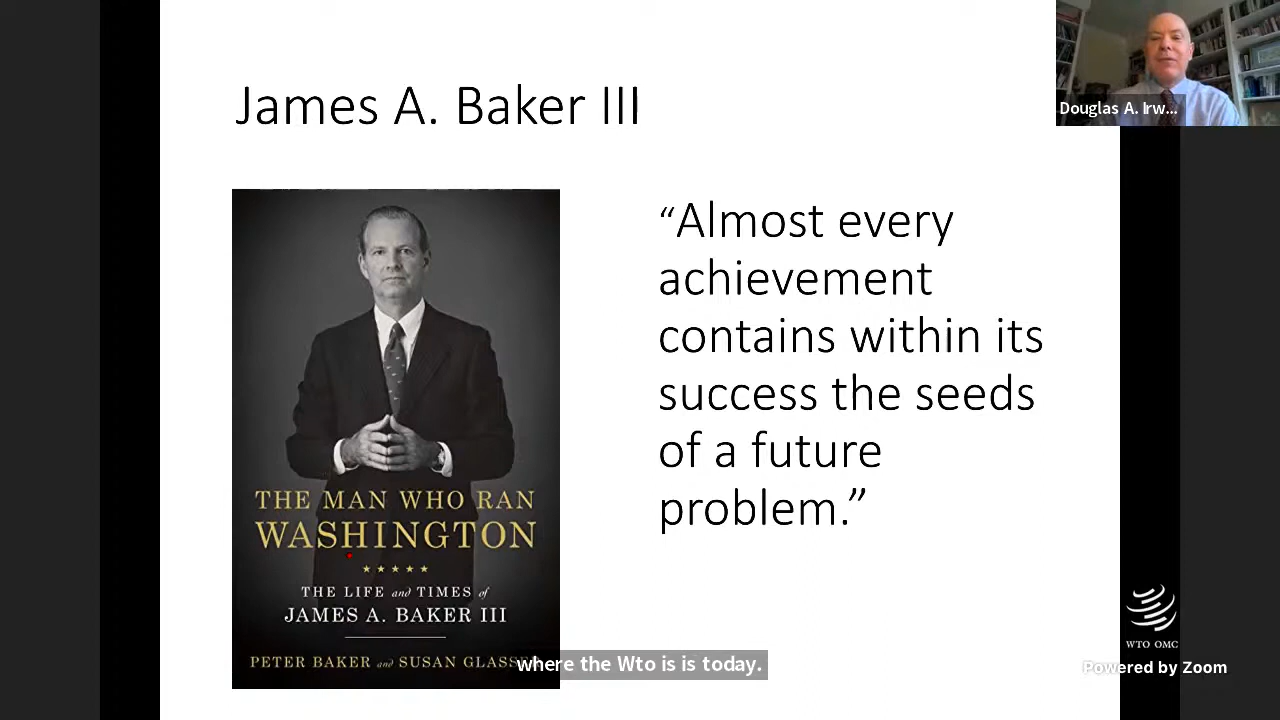 James A. Baker III
Douglas A. Irw...
“Almost every
achievement
contains within its
success the seeds
of a future
problem.”
THE MAN WHO RAN
WASHINGTON
THE LIFE and TIMES of
JAMES A. BAKER III
PETER BAKER and SUSAN GLASS
where the Wto is is today.
WTO OMC
Powered by Zoom